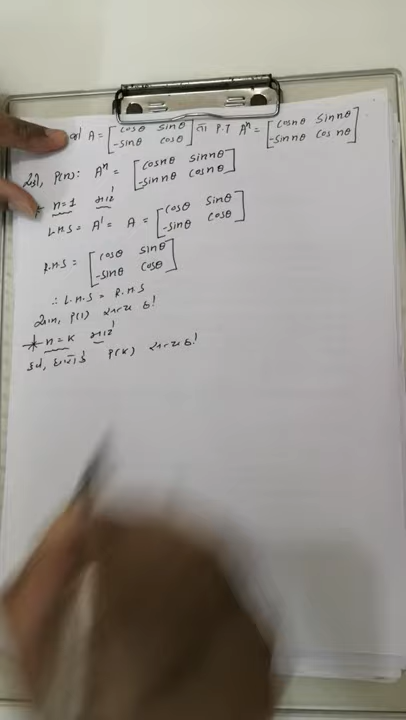 A = [cosθ sinθ -sinθ cosθ] તો P.T Aⁿ = [cosnθ sinnθ -sinnθ cosnθ]
P(n): Aⁿ = [cosnθ sinnθ -sinnθ cosnθ]
* n=1 માટે
L.H.S = A¹ = A = [cosθ sinθ -sinθ cosθ]
R.H.S = [cosθ sinθ -sinθ cosθ]
∴ L.H.S = R.H.S
P(1) સત્ય છે!
* n = k માટે
ધારો કે P(k) સત્ય છે!